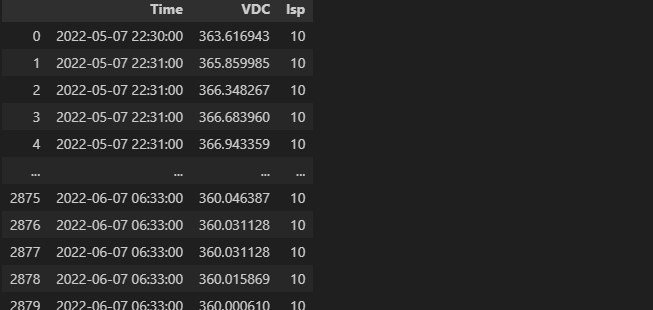 Time VDC Isp
0 2022-05-07 22:30:00 363.616943 10
1 2022-05-07 22:31:00 365.859985 10
2 2022-05-07 22:31:00 366.348267 10
3 2022-05-07 22:31:00 366.683960 10
4 2022-05-07 22:31:00 366.943359 10
... ... ... ...
2875 2022-06-07 06:33:00 360.046387 10
2876 2022-06-07 06:33:00 360.031128 10
2877 2022-06-07 06:33:00 360.031128 10
2878 2022-06-07 06:33:00 360.015869 10
2879 2022-06-07 06:33:00 360.000610 10